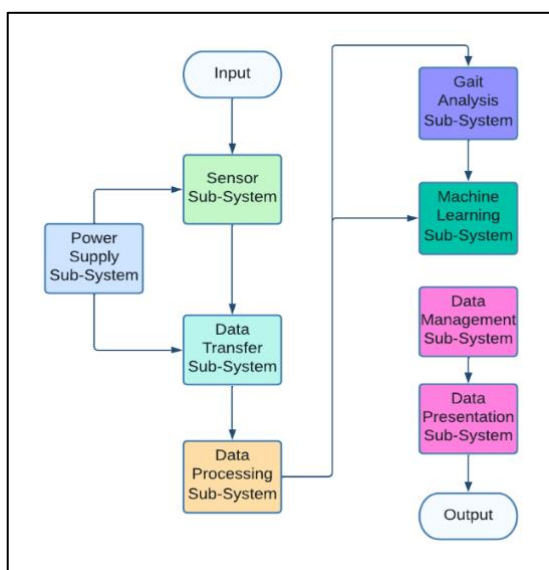 Input
Sensor
Sub-System
Power
Supply
Sub-System
Data
Transfer
Sub-System
Data
Processing
Sub-System
Gait
Analysis
Sub-System
Machine
Learning
Sub-System
Data
Management
Sub-System
Data
Presentation
Sub-System
Output